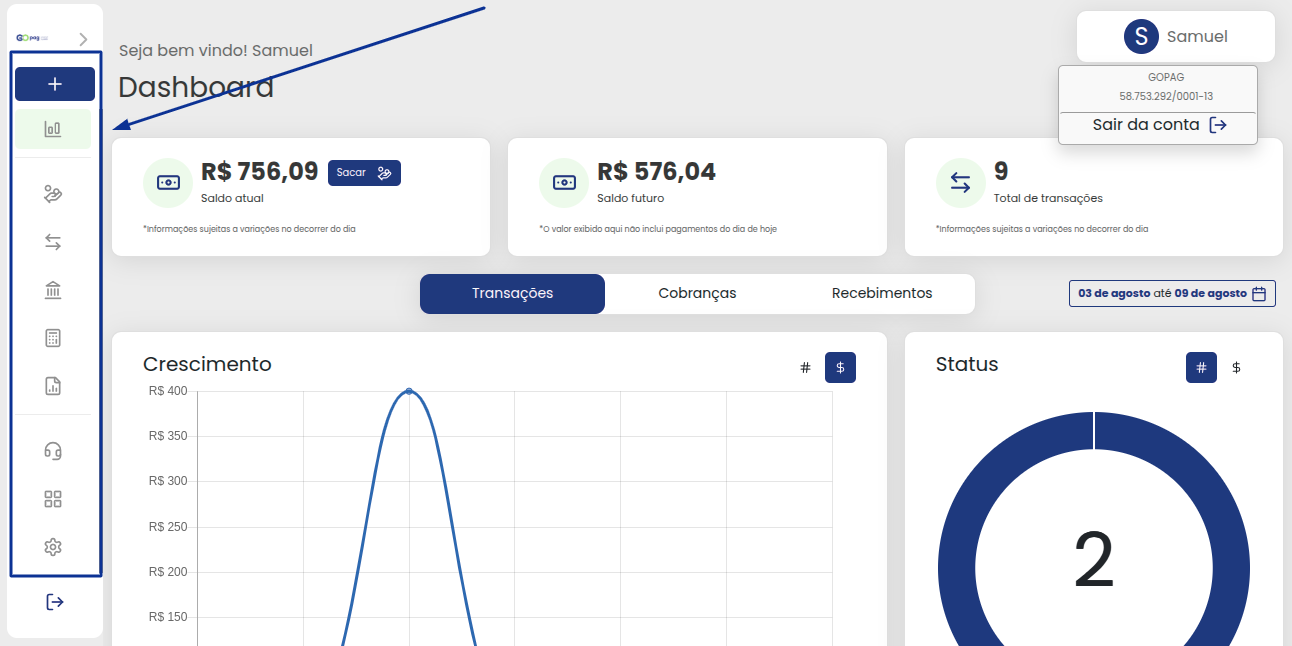 GOpag
Seja bem vindo! Samuel
Dashboard
S Samuel
GOPAG
58.753.292/0001-13
Sair da conta
R$ 756,09 Sacar
Saldo atual
*Informações sujeitas a variações no decorrer do dia
R$ 576,04
Saldo futuro
*O valor exibido aqui não inclui pagamentos do dia de hoje
9
Total de transações
*Informações sujeitas a variações no decorrer do dia
Transações Cobranças Recebimentos
03 de agosto até 09 de agosto
Crescimento # $
R$ 400
R$ 350
R$ 300
R$ 250
R$ 200
R$ 150
Status # $
2